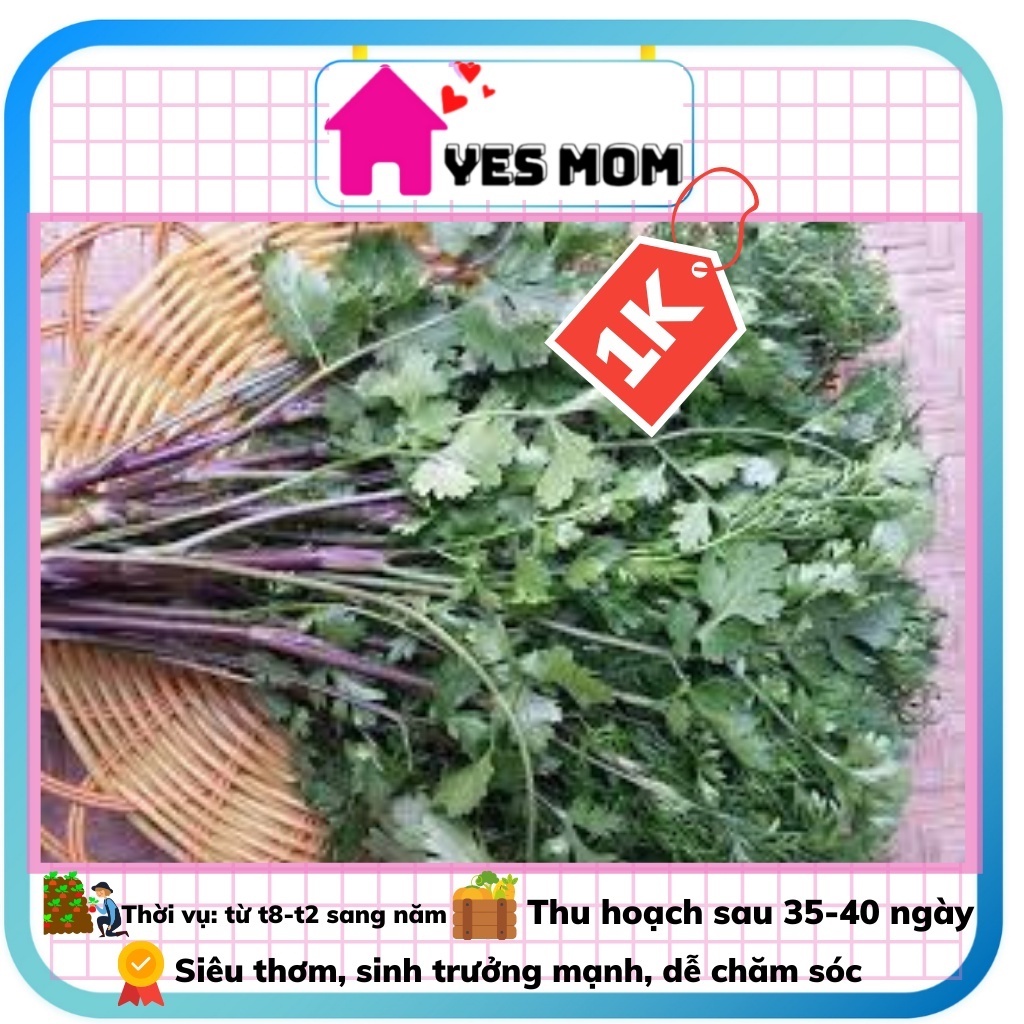 YES MOM
1K
Thời vụ: từ t8-t2 sang năm
Thu hoạch sau 35-40 ngày
Siêu thơm, sinh trưởng mạnh, dễ chăm sóc